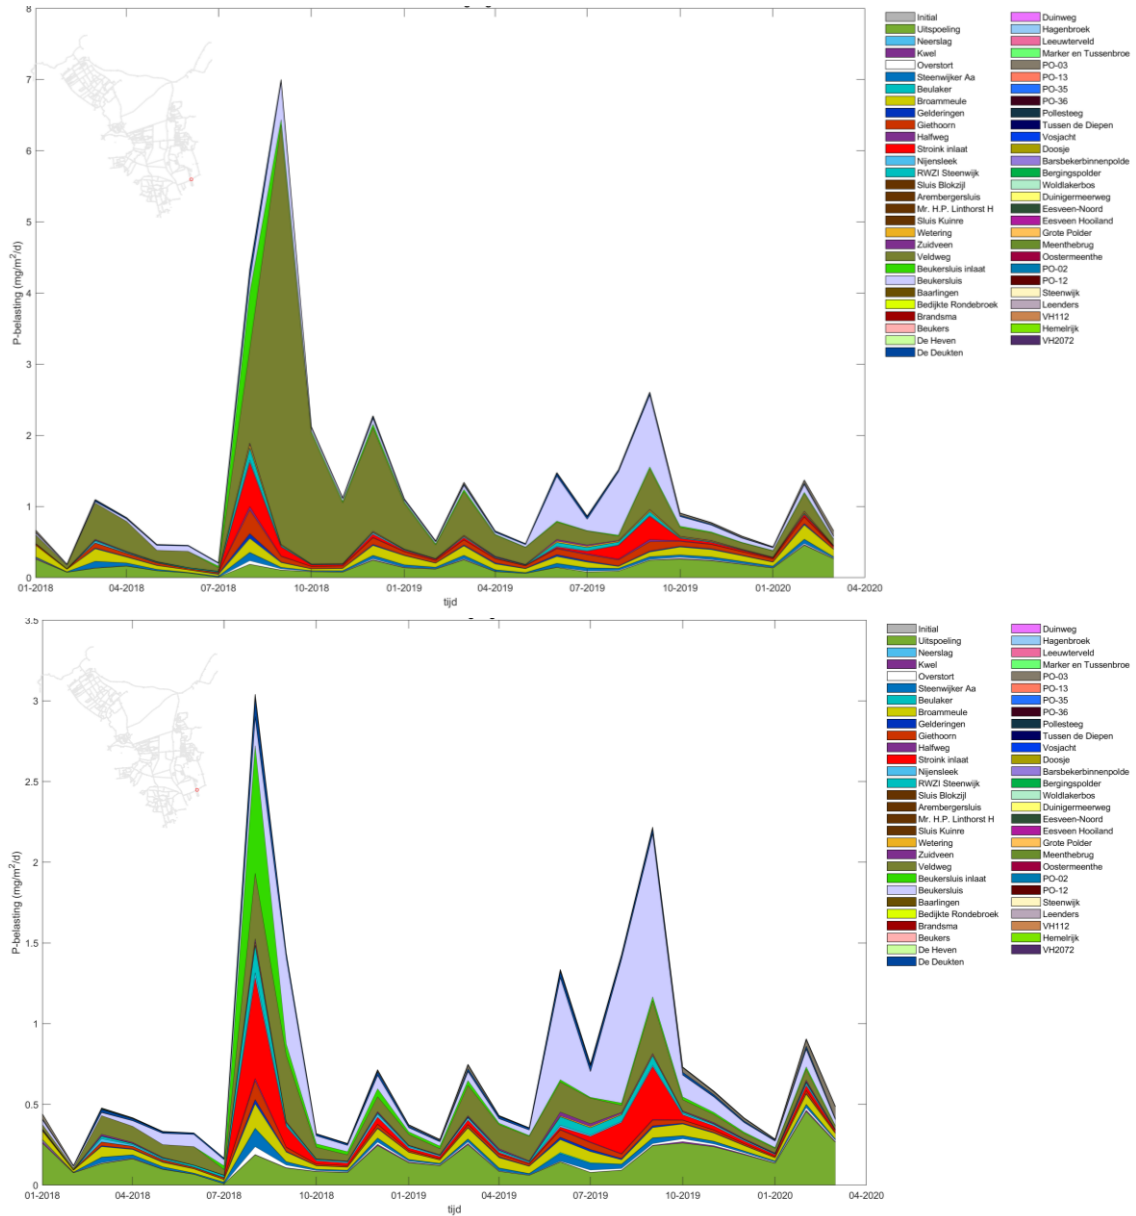 8
7
6
5
4
3
2
1
0
P-belasting (mg/m²/d)
01-2018 04-2018 07-2018 10-2018 01-2019 04-2019 07-2019 10-2019 01-2020 04-2020
tijd
Initial
Uitspoeling
Neerslag
Kwel
Overstort
Steenwijker Aa
Beulaker
Broammeule
Gelderingen
Giethoorn
Halfweg
Stroink inlaat
Nijensleek
RWZI Steenwijk
Sluis Blokzijl
Arembergersluis
Mr. H.P. Linthorst H
Sluis Kuinre
Wetering
Zuidveen
Veldweg
Beukersluis inlaat
Beukersluis
Baarlingen
Bedijkte Rondebroek
Brandsma
Beukers
De Heven
De Deukten
Duinweg
Hagenbroek
Leeuwterveld
Marker en Tussenbroe
PO-03
PO-13
PO-35
PO-36
Pollesteeg
Tussen de Diepen
Vosjacht
Doosje
Barsbekerbinnenpolde
Bergingspolder
Woldlakerbos
Duinigermeerweg
Eesveen-Noord
Eesveen Hooiland
Grote Polder
Meenthebrug
Oostermeenthe
PO-02
PO-12
Steenwijk
Leenders
VH112
Hemelrijk
VH2072
3.5
3
2.5
2
1.5
1
0.5
0
P-belasting (mg/m²/d)
01-2018 04-2018 07-2018 10-2018 01-2019 04-2019 07-2019 10-2019 01-2020 04-2020
tijd
Initial
Uitspoeling
Neerslag
Kwel
Overstort
Steenwijker Aa
Beulaker
Broammeule
Gelderingen
Giethoorn
Halfweg
Stroink inlaat
Nijensleek
RWZI Steenwijk
Sluis Blokzijl
Arembergersluis
Mr. H.P. Linthorst H
Sluis Kuinre
Wetering
Zuidveen
Veldweg
Beukersluis inlaat
Beukersluis
Baarlingen
Bedijkte Rondebroek
Brandsma
Beukers
De Heven
De Deukten
Duinweg
Hagenbroek
Leeuwterveld
Marker en Tussenbroe
PO-03
PO-13
PO-35
PO-36
Pollesteeg
Tussen de Diepen
Vosjacht
Doosje
Barsbekerbinnenpolde
Bergingspolder
Woldlakerbos
Duinigermeerweg
Eesveen-Noord
Eesveen Hooiland
Grote Polder
Meenthebrug
Oostermeenthe
PO-02
PO-12
Steenwijk
Leenders
VH112
Hemelrijk
VH2072